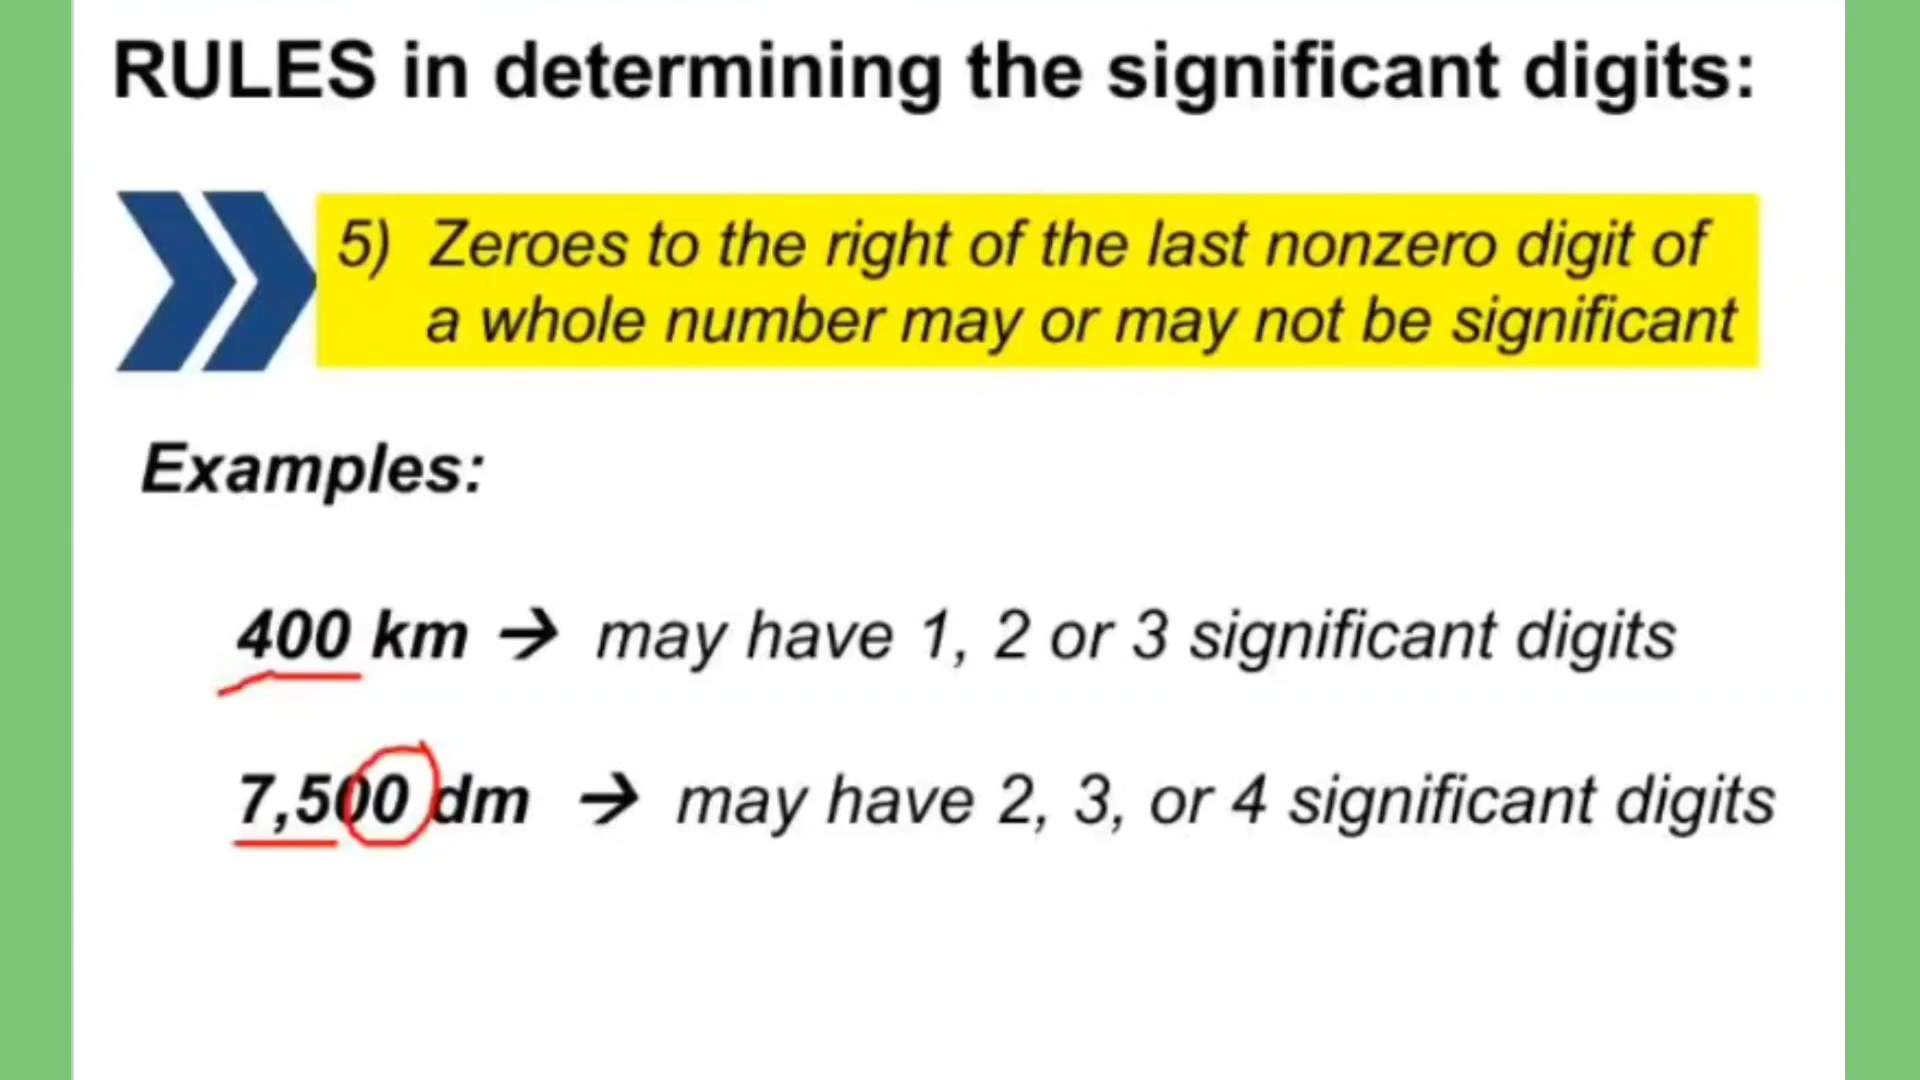 RULES in determining the significant digits:
5) Zeroes to the right of the last nonzero digit of
a whole number may or may not be significant
Examples:
400 km → may have 1, 2 or 3 significant digits
7,500 dm → may have 2, 3, or 4 significant digits